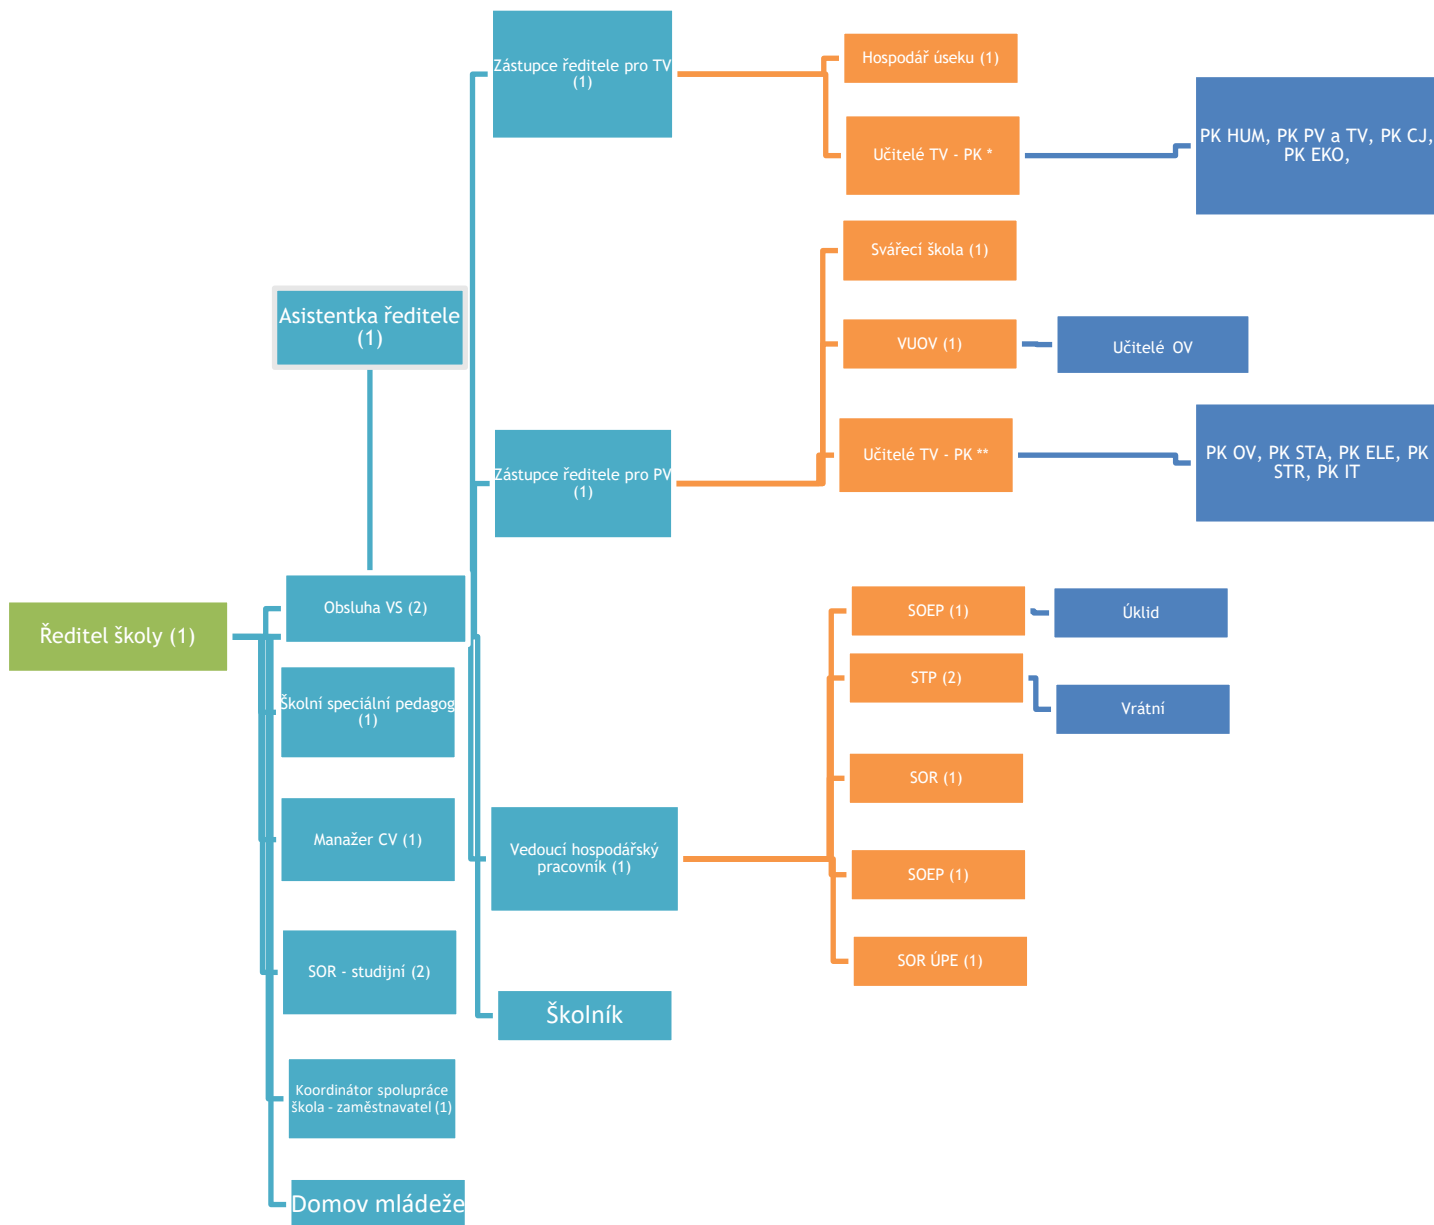 Ředitel školy (1)
Asistentka ředitele
(1)
Obsluha VS (2)
Školní speciální pedagog
(1)
Manažer CV (1)
SOR - studijní (2)
Koordinátor spolupráce
škola - zaměstnavatel (1)
Domov mládeže
Zástupce ředitele pro TV
(1)
Zástupce ředitele pro PV
(1)
Vedoucí hospodářský
pracovník (1)
Školník
Hospodář úseku (1)
Učitelé TV - PK *
Svářecí škola (1)
VUOV (1)
Učitelé TV - PK **
SOEP (1)
STP (2)
SOR (1)
SOEP (1)
SOR ÚPE (1)
PK HUM, PK PV a TV, PK CJ,
PK EKO,
Učitelé OV
PK OV, PK STA, PK ELE, PK
STR, PK IT
Úklid
Vrátní